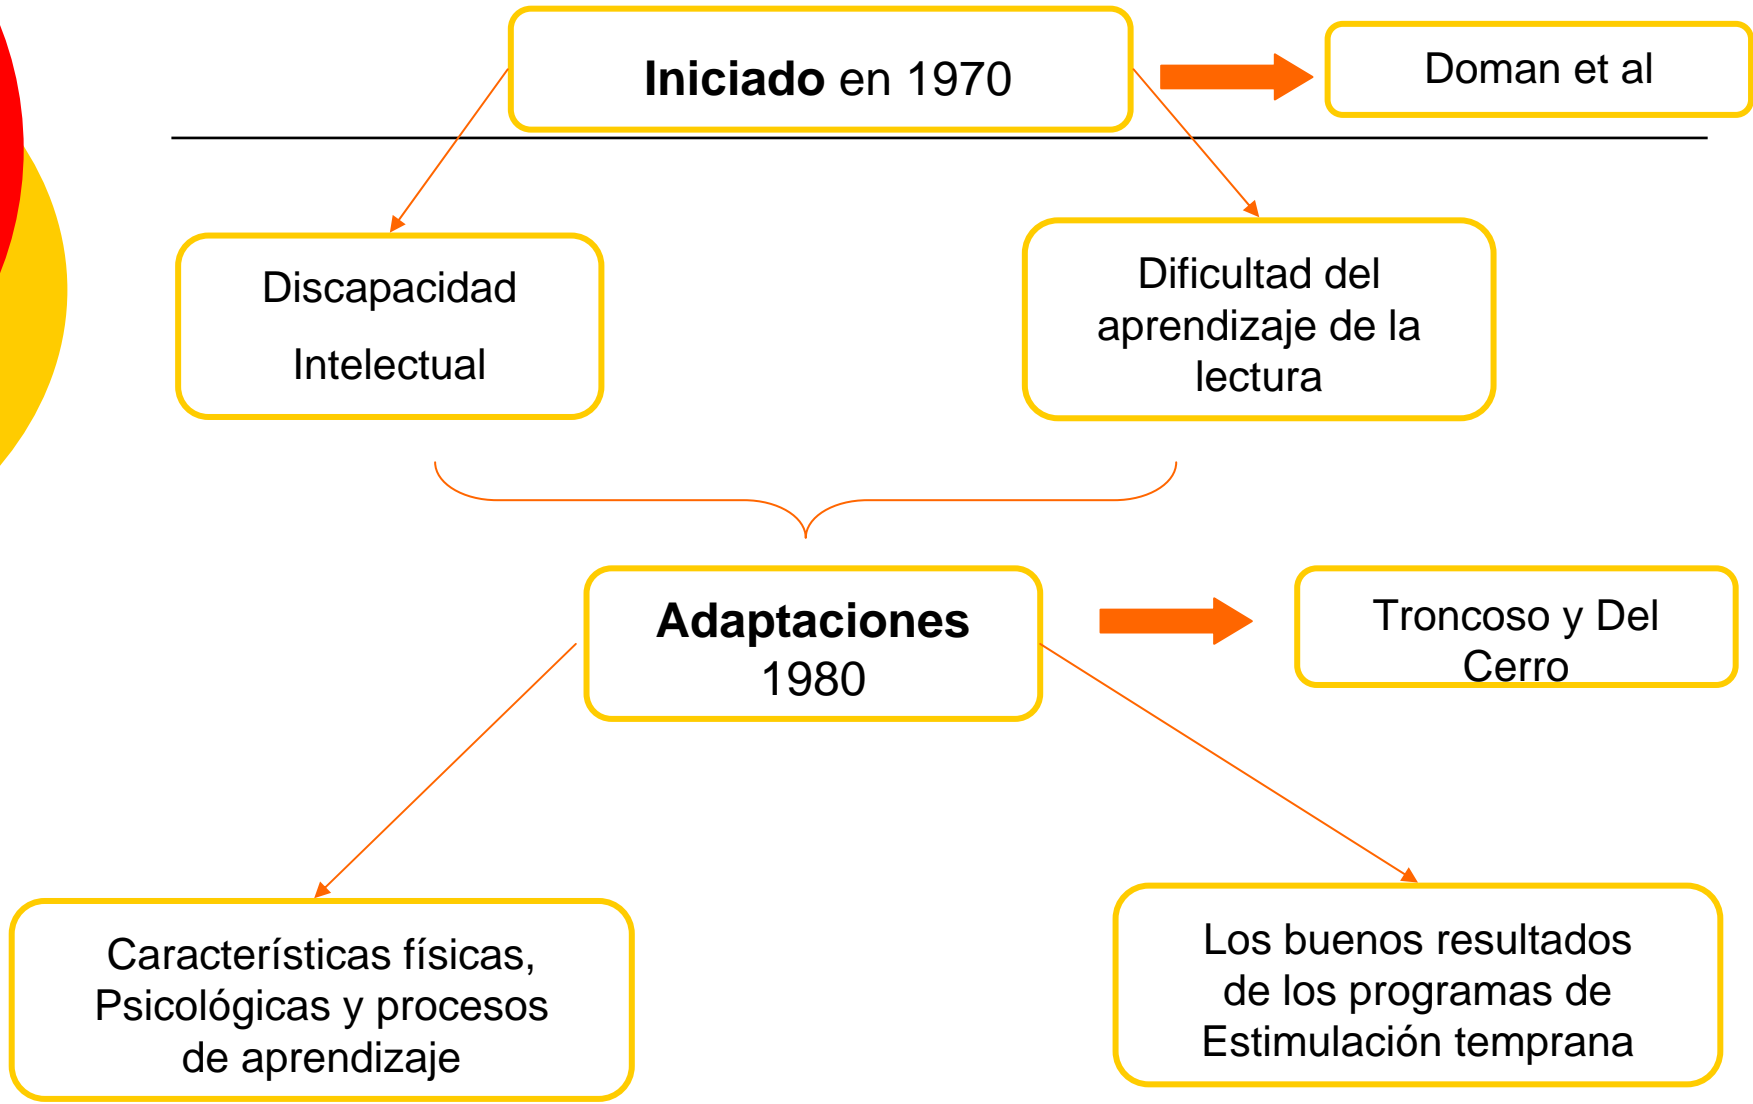 Iniciado en 1970
Doman et al
Discapacidad
Intelectual
Dificultad del
aprendizaje de la
lectura
Adaptaciones
1980
Troncoso y Del
Cerro
Características físicas,
Psicológicas y procesos
de aprendizaje
Los buenos resultados
de los programas de
Estimulación temprana